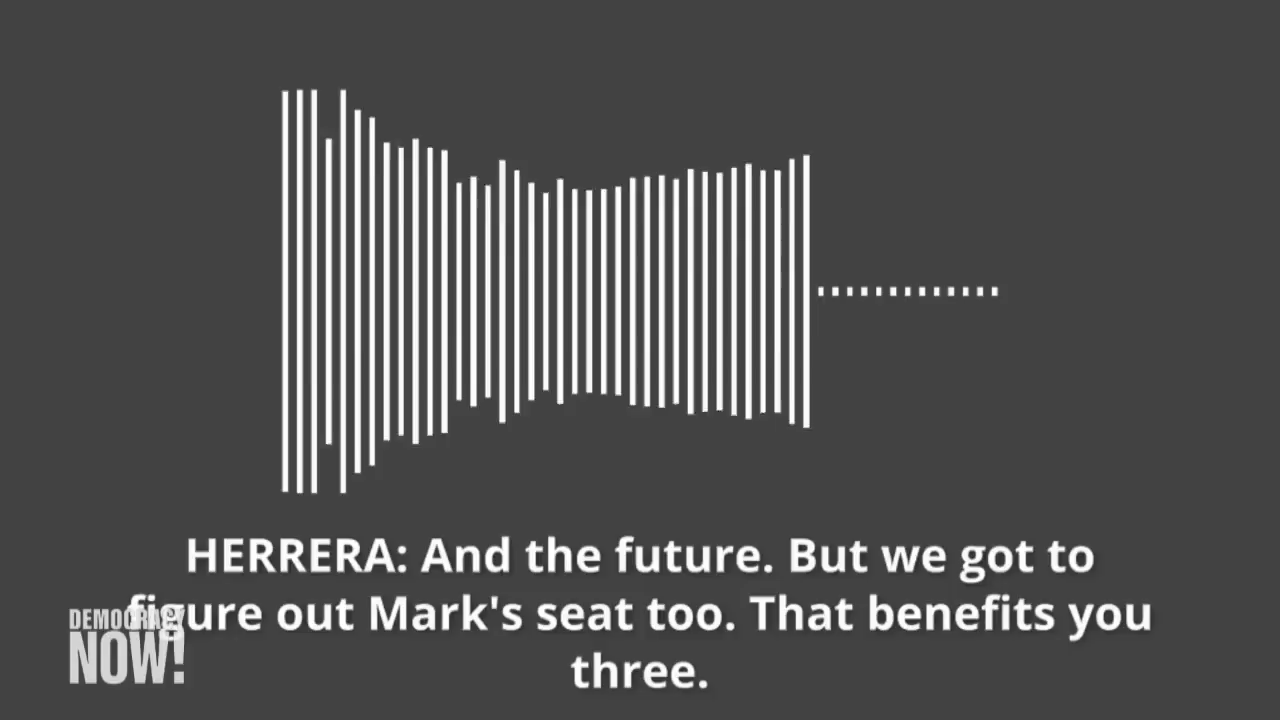 HERRERA: And the future. But we got to
figure out Mark's seat too. That benefits you
three.
DEMOCRACY
NOW!